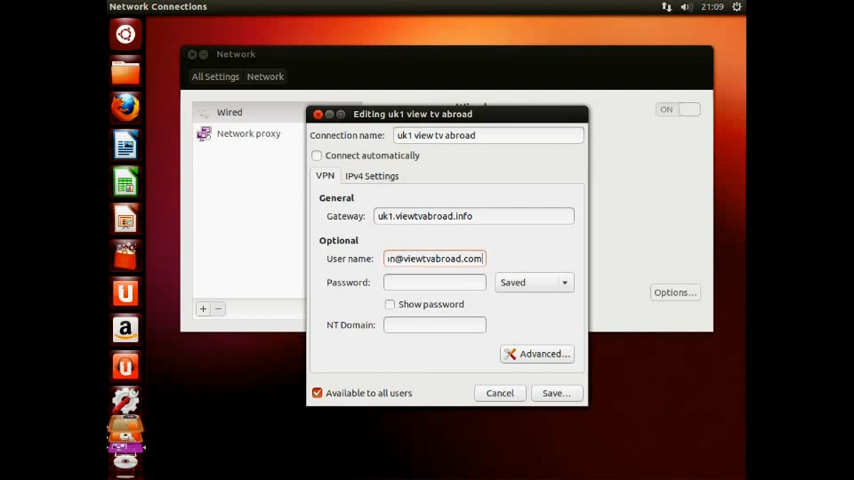 Network Connections
21:09
Network
All Settings Network
Wired
ON
Network proxy
Editing uk1 view tv abroad
Connection name: uk1 view tv abroad
Connect automatically
VPN IPv4 Settings
General
Gateway: uk1.viewtvabroad.info
Optional
User name: n@viewtvabroad.com
Password: Saved
Show password
NT Domain:
Options...
Advanced...
Available to all users Cancel Save...